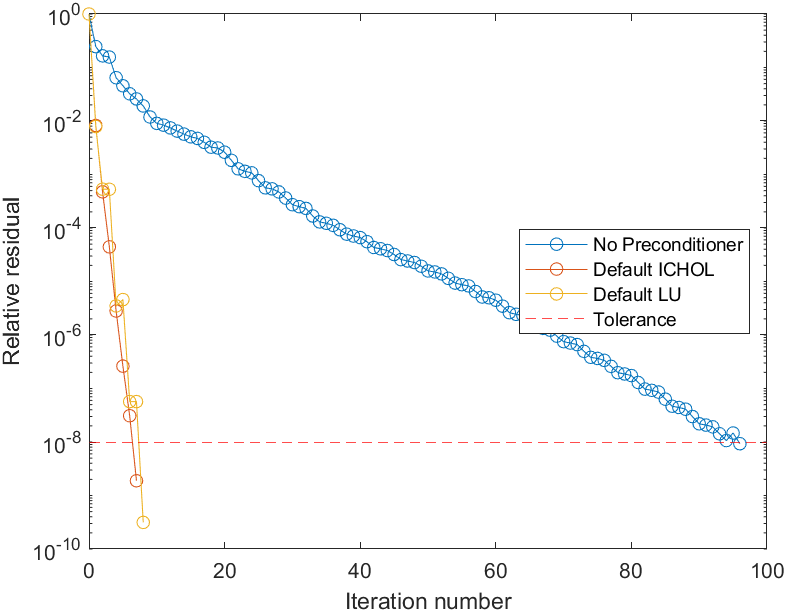 10^0
10^-2
10^-4
10^-6
10^-8
10^-10
Relative residual
No Preconditioner
Default ICHOL
Default LU
Tolerance
0 20 40 60 80 100
Iteration number